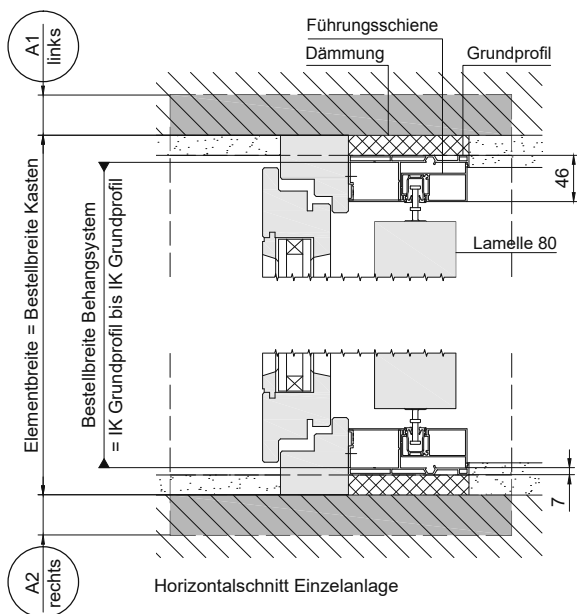 A1
links
Führungsschiene
Dämmung
Grundprofil
46
Lamelle 80
Elementbreite = Bestellbreite Kasten
Bestellbreite Behangsystem
= IK Grundprofil bis IK Grundprofil
7
A2
rechts
Horizontalschnitt Einzelanlage